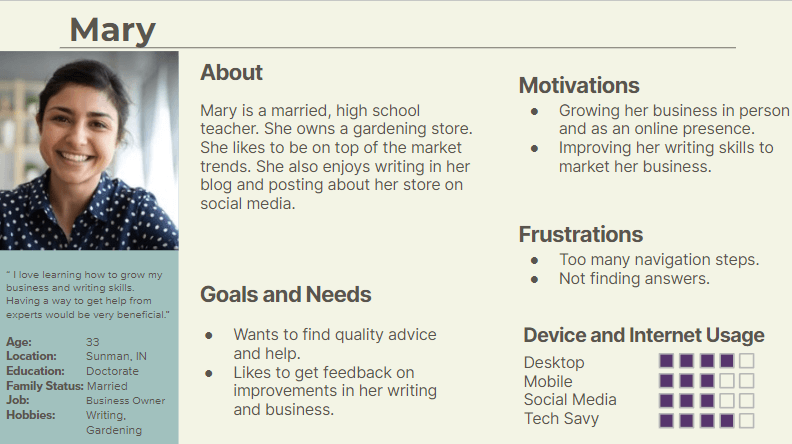 Mary
About
Mary is a married, high school
teacher. She owns a gardening store.
She likes to be on top of the market
trends. She also enjoys writing in her
blog and posting about her store on
social media.
Goals and Needs
● Wants to find quality advice
and help.
● Likes to get feedback on
improvements in her writing
and business.
Motivations
● Growing her business in person
and as an online presence.
● Improving her writing skills to
market her business.
Frustrations
● Too many navigation steps.
● Not finding answers.
Device and Internet Usage
Desktop
Mobile
Social Media
Tech Savy
“ I love learning how to grow my
business and writing skills.
Having a way to get help from
experts would be very beneficial.”
Age: 33
Location: Sunman, IN
Education: Doctorate
Family Status: Married
Job: Business Owner
Hobbies: Writing,
Gardening